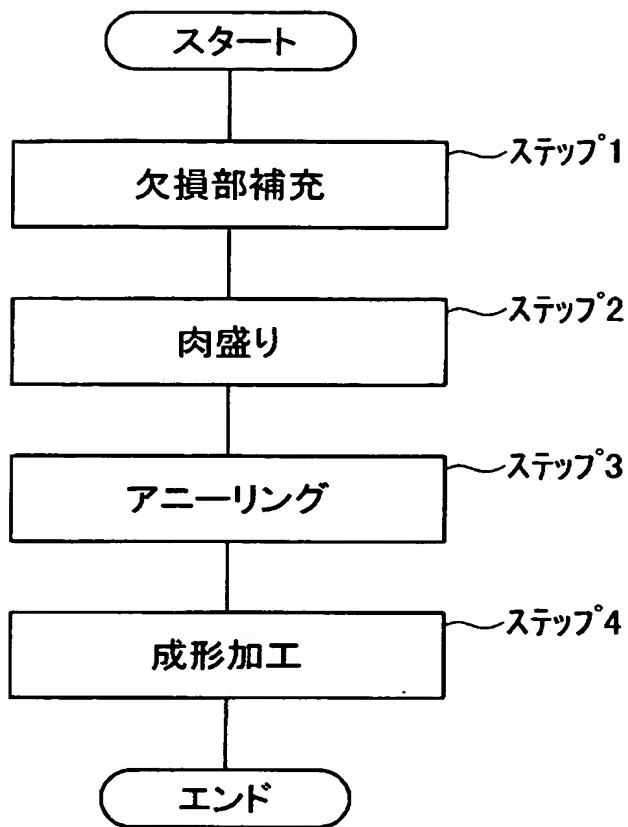 スタート
欠損部補充
ステップ1
肉盛り
ステップ2
アニーリング
ステップ3
成形加工
ステップ4
エンド